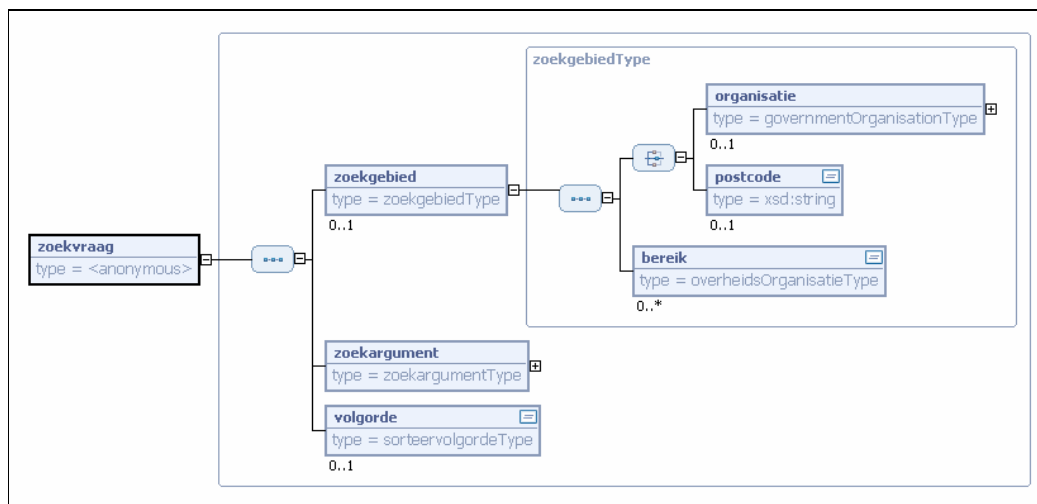 zoekgebiedType
organisatie
type = governmentOrganisationType
0..1
postcode
type = xsd:string
0..1
bereik
type = overheidsOrganisatieType
0..*
zoekgebied
type = zoekgebiedType
0..1
zoekvraag
type = <anonymous>
zoekargument
type = zoekargumentType
volgorde
type = sorteervolgordeType
0..1